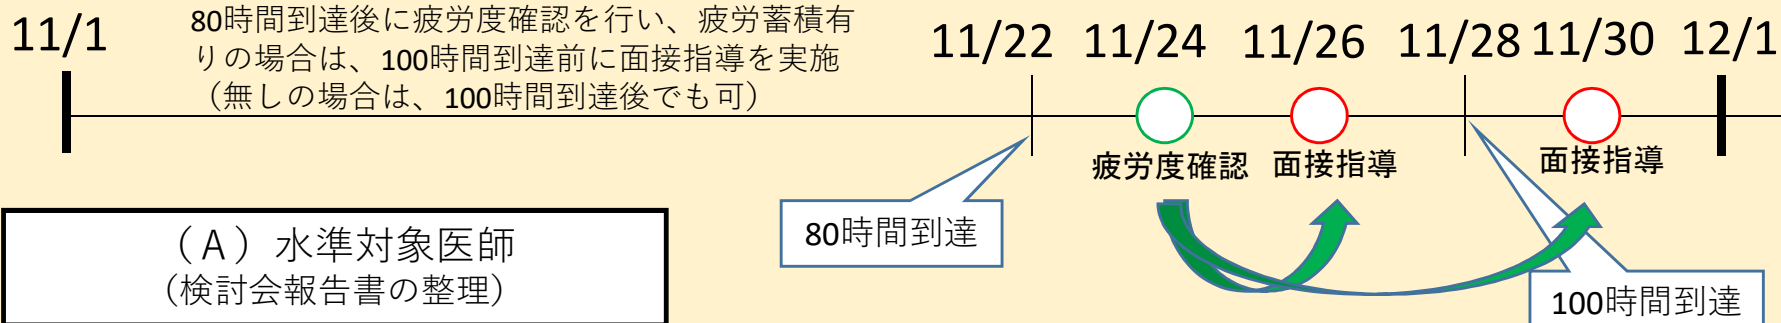 11/1
80時間到達後に疲労度確認を行い、疲労蓄積有
りの場合は、100時間到達前に面接指導を実施
（無しの場合は、100時間到達後でも可）
11/22
11/24
11/26
11/28
11/30
12/1
疲労度確認
面接指導
面接指導
80時間到達
100時間到達
（A）水準対象医師
（検討会報告書の整理）